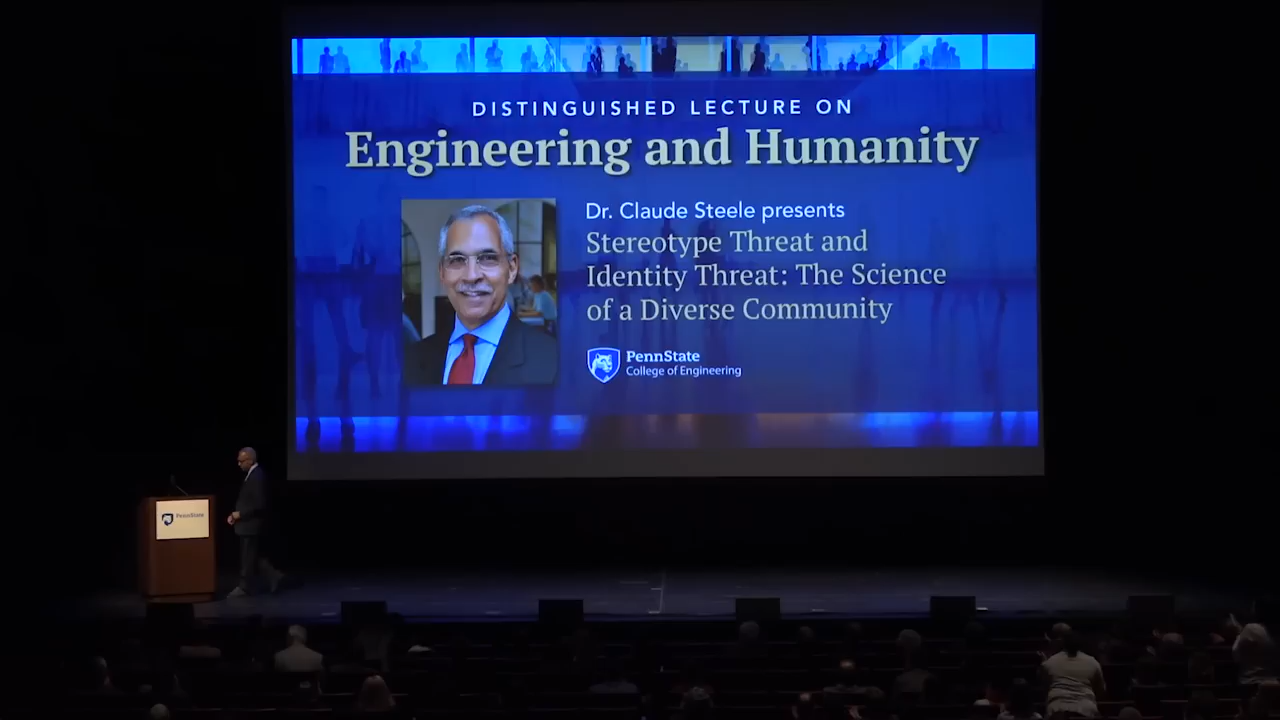 DISTINGUISHED LECTURE ON
Engineering and Humanity
Dr. Claude Steele presents
Stereotype Threat and
Identity Threat: The Science
of a Diverse Community
PennState
College of Engineering
PennState